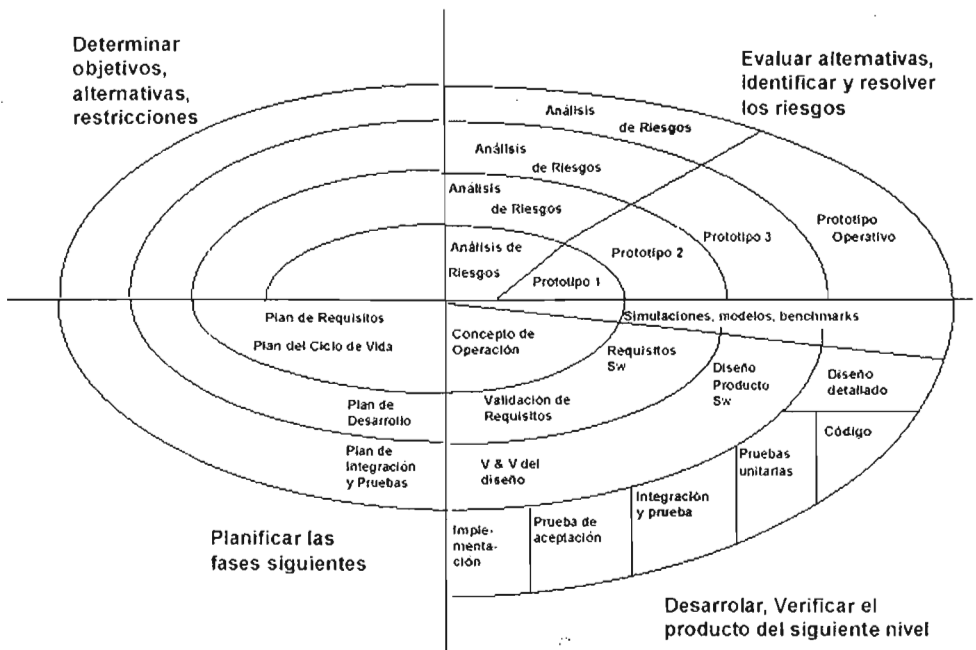 Determinar
objetivos,
alternativas,
restricciones
Evaluar alternativas,
Identificar y resolver
los riesgos
Análisis
de Riesgos
Análisis
de Riesgos
Análisis
de Riesgos
Análisis de
Riesgos
Prototipo 1
Prototipo 2
Prototipo 3
Prototipo
Operativo
Simulaciones, modelos, benchmarks
Plan de Requisitos
Plan del Ciclo de Vida
Concepto de
Operación
Requisitos
Sw
Diseño
Producto
Sw
Diseño
detallado
Plan de
Desarrollo
Validación de
Requisitos
Código
Plan de
Integración
y Pruebas
V & V del
diseño
Pruebas
unitarias
Integración
y prueba
Prueba de
aceptación
Imple-
menta-
ción
Planificar las
fases siguientes
Desarrolar, Verificar el
producto del siguiente nivel